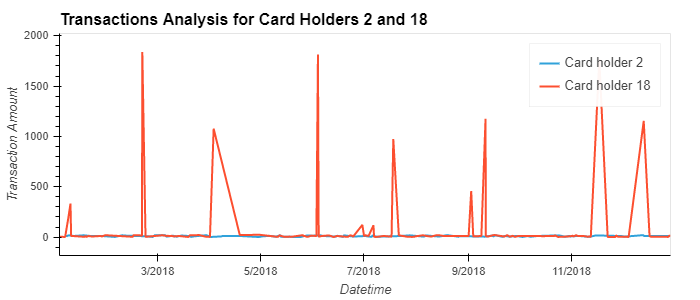 Transactions Analysis for Card Holders 2 and 18
Transaction Amount
2000
1500
1000
500
0
Card holder 2
Card holder 18
3/2018
5/2018
7/2018
9/2018
11/2018
Datetime